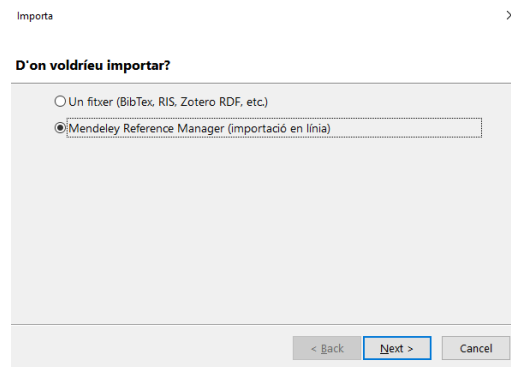 Importa
D'on voldríeu importar?
Un fitxer (BibTex, RIS, Zotero RDF, etc.)
Mendeley Reference Manager (importació en línia)
< Back
Next >
Cancel